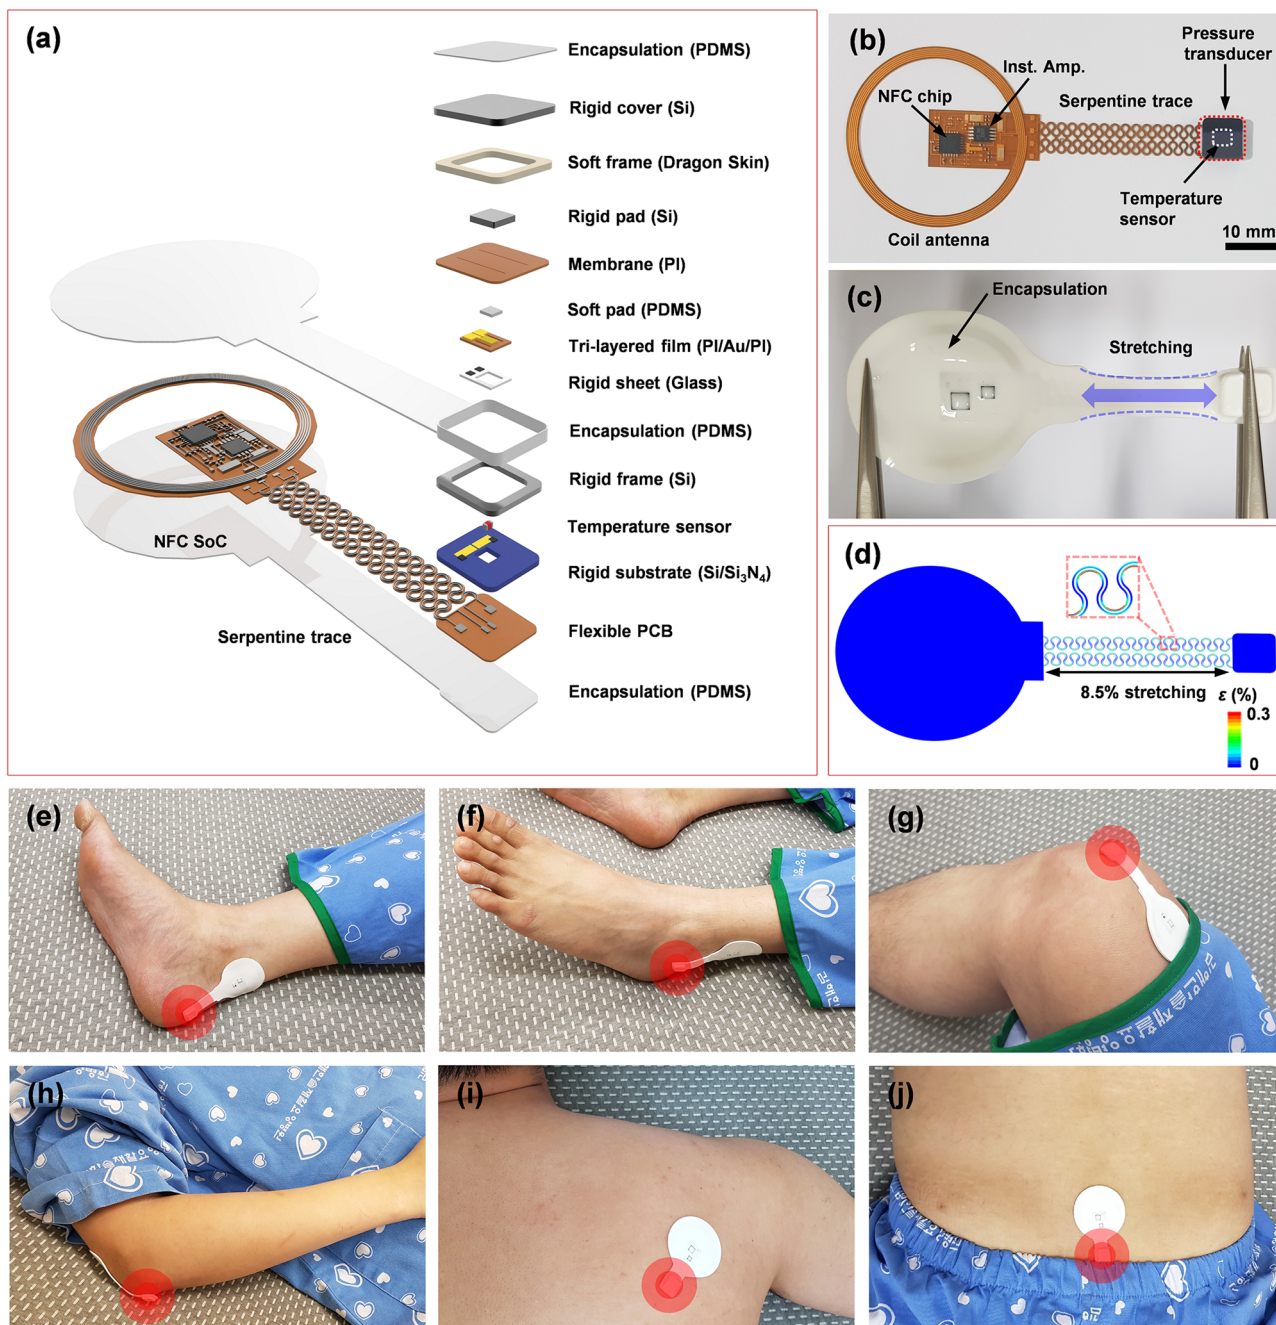 (a)
Encapsulation (PDMS)
Rigid cover (Si)
Soft frame (Dragon Skin)
Rigid pad (Si)
Membrane (PI)
Soft pad (PDMS)
Tri-layered film (PI/Au/PI)
Rigid sheet (Glass)
Encapsulation (PDMS)
Rigid frame (Si)
Temperature sensor
Rigid substrate (Si/Si₃N₄)
Flexible PCB
Encapsulation (PDMS)
NFC SoC
Serpentine trace
(b)
Pressure
transducer
Inst. Amp.
NFC chip
Serpentine trace
Temperature
sensor
Coil antenna
10 mm
(c)
Encapsulation
Stretching
(d)
8.5% stretching
ε (%)
0.3
0
(e)
(f)
(g)
(h)
(i)
(j)